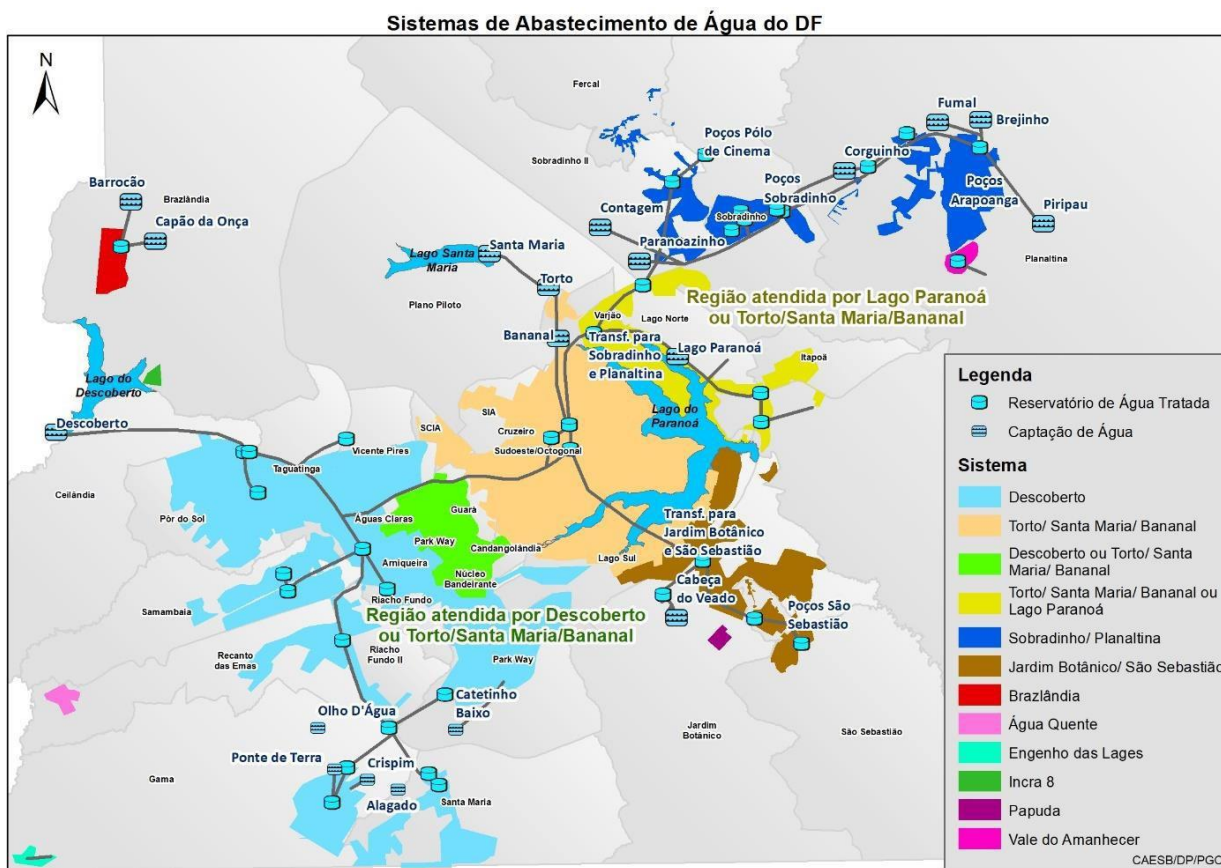 Sistemas de Abastecimento de Água do DF
N
Fercal
Fumal
Brejinho
Poços Pólo
de Cinema
Corguinho
Sobradinho II
Barrocão
Brazlândia
Poços
Sobradinho
Poços
Arapoanga
Capão da Onça
Contagem
Sobradinho
Piripau
Paranoazinho
Santa Maria
Lago Santa
Maria
Planaltina
Torto
Plano Piloto
Região atendida por Lago Paranoá
ou Torto/Santa Maria/Bananal
Varjão
Lago Norte
Bananal
Transf. para
Sobradinho
e Planaltina
Lago Paranoá
Itapoã
Lago do
Descoberto
Lago do
Paranoá
Descoberto
SIA
SCIA
Cruzeiro
Sudoeste/Octogonal
Vicente Pires
Taguatinga
Ceilândia
Pôr do Sol
Águas Claras
Guará
Park Way
Candangolândia
Transf. para
Jardim Botânico
e São Sebastião
Lago Sul
Arniqueira
Núcleo
Bandeirante
Cabeça
do Veado
Riacho Fundo
Samambaia
Região atendida por Descoberto
ou Torto/Santa Maria/Bananal
Poços São
Sebastião
Recanto
das Emas
Riacho
Fundo II
Park Way
Catetinho
Baixo
Olho D'Água
Jardim
Botânico
São Sebastião
Ponte de Terra
Crispim
Gama
Alagado
Santa Maria
Legenda
Reservatório de Água Tratada
Captação de Água
Sistema
Descoberto
Torto/ Santa Maria/ Bananal
Descoberto ou Torto/ Santa
Maria/ Bananal
Torto/ Santa Maria/ Bananal ou
Lago Paranoá
Sobradinho/ Planaltina
Jardim Botânico/ São Sebastião
Brazlândia
Água Quente
Engenho das Lages
Incra 8
Papuda
Vale do Amanhecer
CAESB/DP/PGO